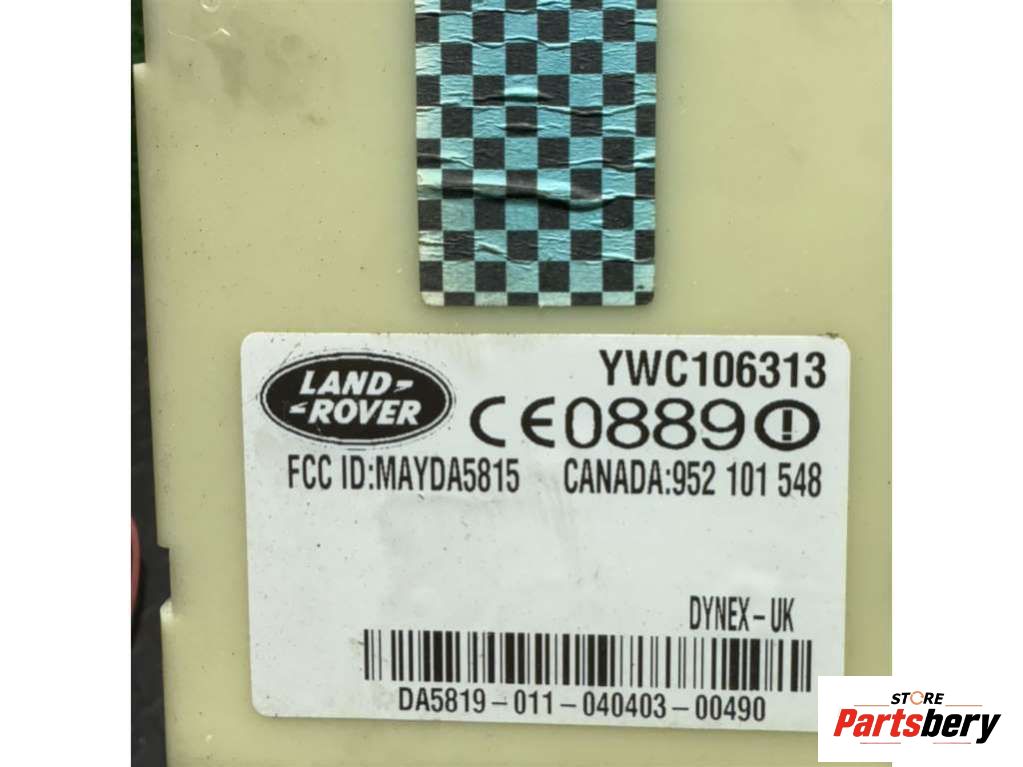 YWC106313
LAND-
-ROVER
CE0889!
FCC ID:MAYDA5815 CANADA:952 101 548
DYNEX-UK
DA5819-011-040403-00490
STORE
Partsbery